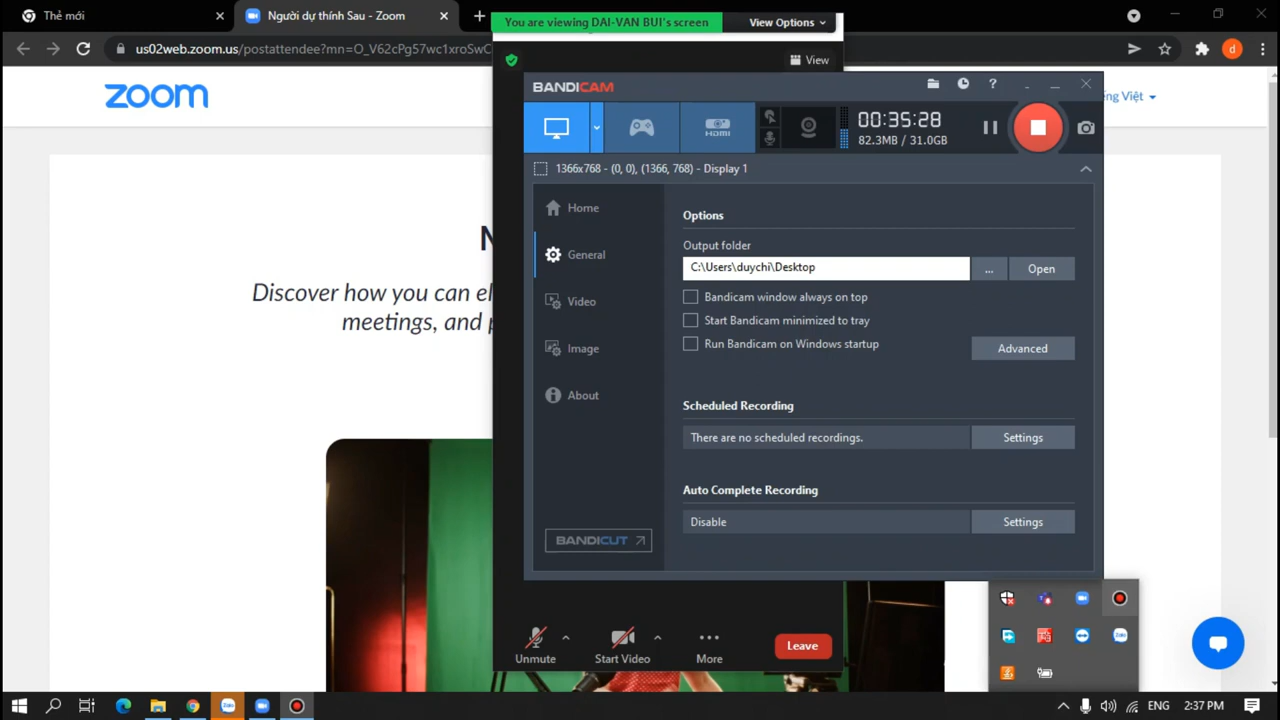 Thẻ mới
Người dự thính Sau - Zoom
You are viewing DAI-VAN BUI's screen
View Options
us02web.zoom.us/postattendee?mn=O_V62cPg57wc1xroSwC
View
zoom
BANDICAM
?
ếng Việt
HDMI
00:35:28
82.3MB / 31.0GB
1366x768 - (0, 0), (1366, 768) - Display 1
Home
General
Video
Image
About
BANDICUT
Options
Output folder
C:\Users\duychi\Desktop
...
Open
Bandicam window always on top
Start Bandicam minimized to tray
Run Bandicam on Windows startup
Advanced
Scheduled Recording
There are no scheduled recordings.
Settings
Auto Complete Recording
Disable
Settings
Discover how you can el
meetings, and p
Unmute
Start Video
More
Leave
ENG
2:37 PM